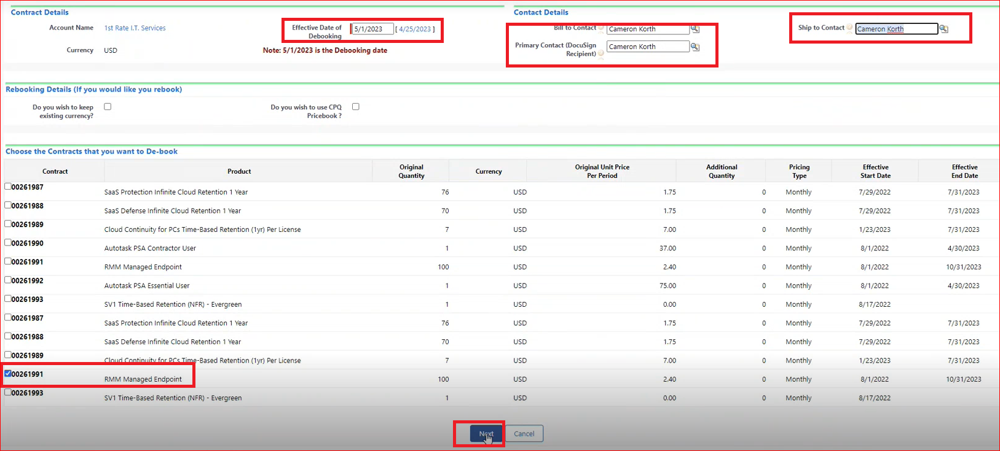 Contract Details
Contact Details
Account Name 1st Rate I.T. Services
Effective Date of Debooking 5/1/2023 [ 4/25/2023 ]
Bill to Contact Cameron Korth
Ship to Contact Cameron Korth
Currency USD
Note: 5/1/2023 is the Debooking date
Primary Contact (DocuSign Recipient) Cameron Korth
Rebooking Details (If you would like you rebook)
Do you wish to keep existing currency?
Do you wish to use CPQ Pricebook ?
Choose the Contracts that you want to De-book
Contract Product Original Quantity Currency Original Unit Price Per Period Additional Quantity Pricing Type Effective Start Date Effective End Date
00261987 SaaS Protection Infinite Cloud Retention 1 Year 76 USD 1.75 0 Monthly 7/29/2022 7/31/2023
00261988 SaaS Defense Infinite Cloud Retention 1 Year 70 USD 1.75 0 Monthly 7/29/2022 7/31/2023
00261989 Cloud Continuity for PCs Time-Based Retention (1yr) Per License 7 USD 7.00 0 Monthly 1/23/2023 7/31/2023
00261990 Autotask PSA Contractor User 1 USD 37.00 0 Monthly 8/1/2022 4/30/2023
00261991 RMM Managed Endpoint 100 USD 2.40 0 Monthly 8/1/2022 10/31/2023
00261992 Autotask PSA Essential User 1 USD 75.00 0 Monthly 8/1/2022 4/30/2023
00261993 SV1 Time-Based Retention (NFR) - Evergreen 1 USD 0.00 0 Monthly 8/17/2022
00261987 SaaS Protection Infinite Cloud Retention 1 Year 76 USD 1.75 0 Monthly 7/29/2022 7/31/2023
00261988 SaaS Defense Infinite Cloud Retention 1 Year 70 USD 1.75 0 Monthly 7/29/2022 7/31/2023
00261989 Cloud Continuity for PCs Time-Based Retention (1yr) Per License 7 USD 7.00 0 Monthly 1/23/2023 7/31/2023
00261991 RMM Managed Endpoint 100 USD 2.40 0 Monthly 8/1/2022 10/31/2023
00261993 SV1 Time-Based Retention (NFR) - Evergreen 1 USD 0.00 0 Monthly 8/17/2022
Next Cancel